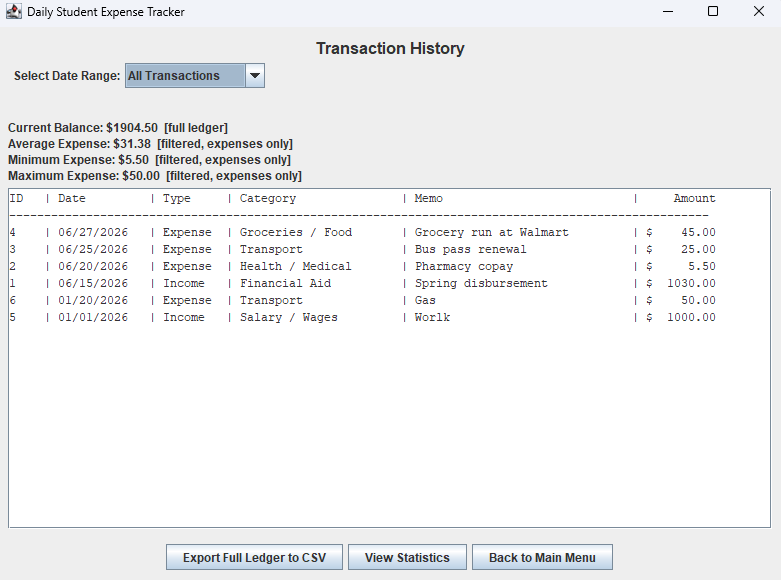 Daily Student Expense Tracker
Transaction History
Select Date Range: All Transactions
Current Balance: $1904.50 [full ledger]
Average Expense: $31.38 [filtered, expenses only]
Minimum Expense: $5.50 [filtered, expenses only]
Maximum Expense: $50.00 [filtered, expenses only]
ID | Date | Type | Category | Memo | Amount
----------------------------------------------------------------------------------------------------
4 | 06/27/2026 | Expense | Groceries / Food | Grocery run at Walmart | $ 45.00
3 | 06/25/2026 | Expense | Transport | Bus pass renewal | $ 25.00
2 | 06/20/2026 | Expense | Health / Medical | Pharmacy copay | $ 5.50
1 | 06/15/2026 | Income | Financial Aid | Spring disbursement | $ 1030.00
6 | 01/20/2026 | Expense | Transport | Gas | $ 50.00
5 | 01/01/2026 | Income | Salary / Wages | Worlk | $ 1000.00
Export Full Ledger to CSV View Statistics Back to Main Menu